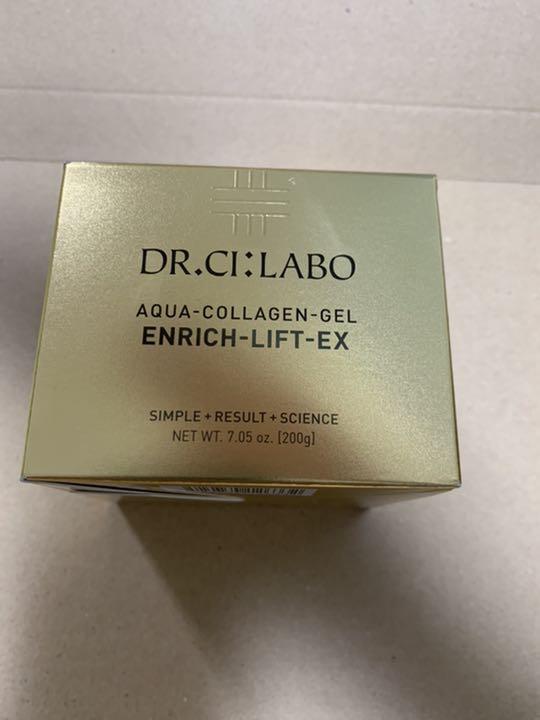 DR.CI:LABO
AQUA-COLLAGEN-GEL
ENRICH-LIFT-EX
SIMPLE+RESULT+SCIENCE
NET WT. 7.05 oz. [200g]